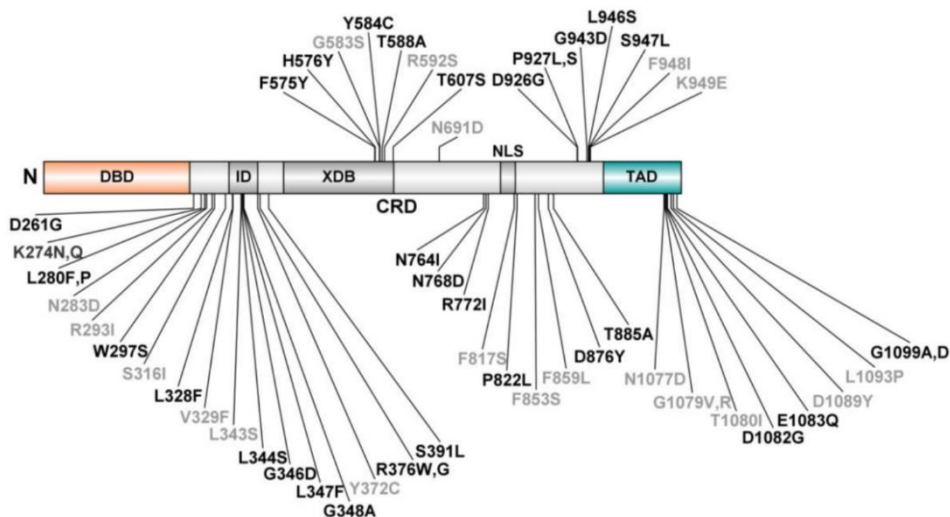 L946S
Y584C
G943D
S947L
G583S
T588A
H576Y
R592S
P927L,S
F948I
F575Y
T607S
D926G
K949E
N691D
NLS
N
DBD
ID
XDB
TAD
CRD
D261G
K274N,Q
L280F,P
N283D
R293I
W297S
S316I
L328F
V329F
L343S
L344S
G346D
L347F
G348A
Y372C
R376W,G
S391L
N764I
N768D
R772I
F817S
P822L
F853S
F859L
D876Y
T885A
N1077D
G1079V,R
T1080I
D1082G
E1083Q
D1089Y
L1093P
G1099A,D